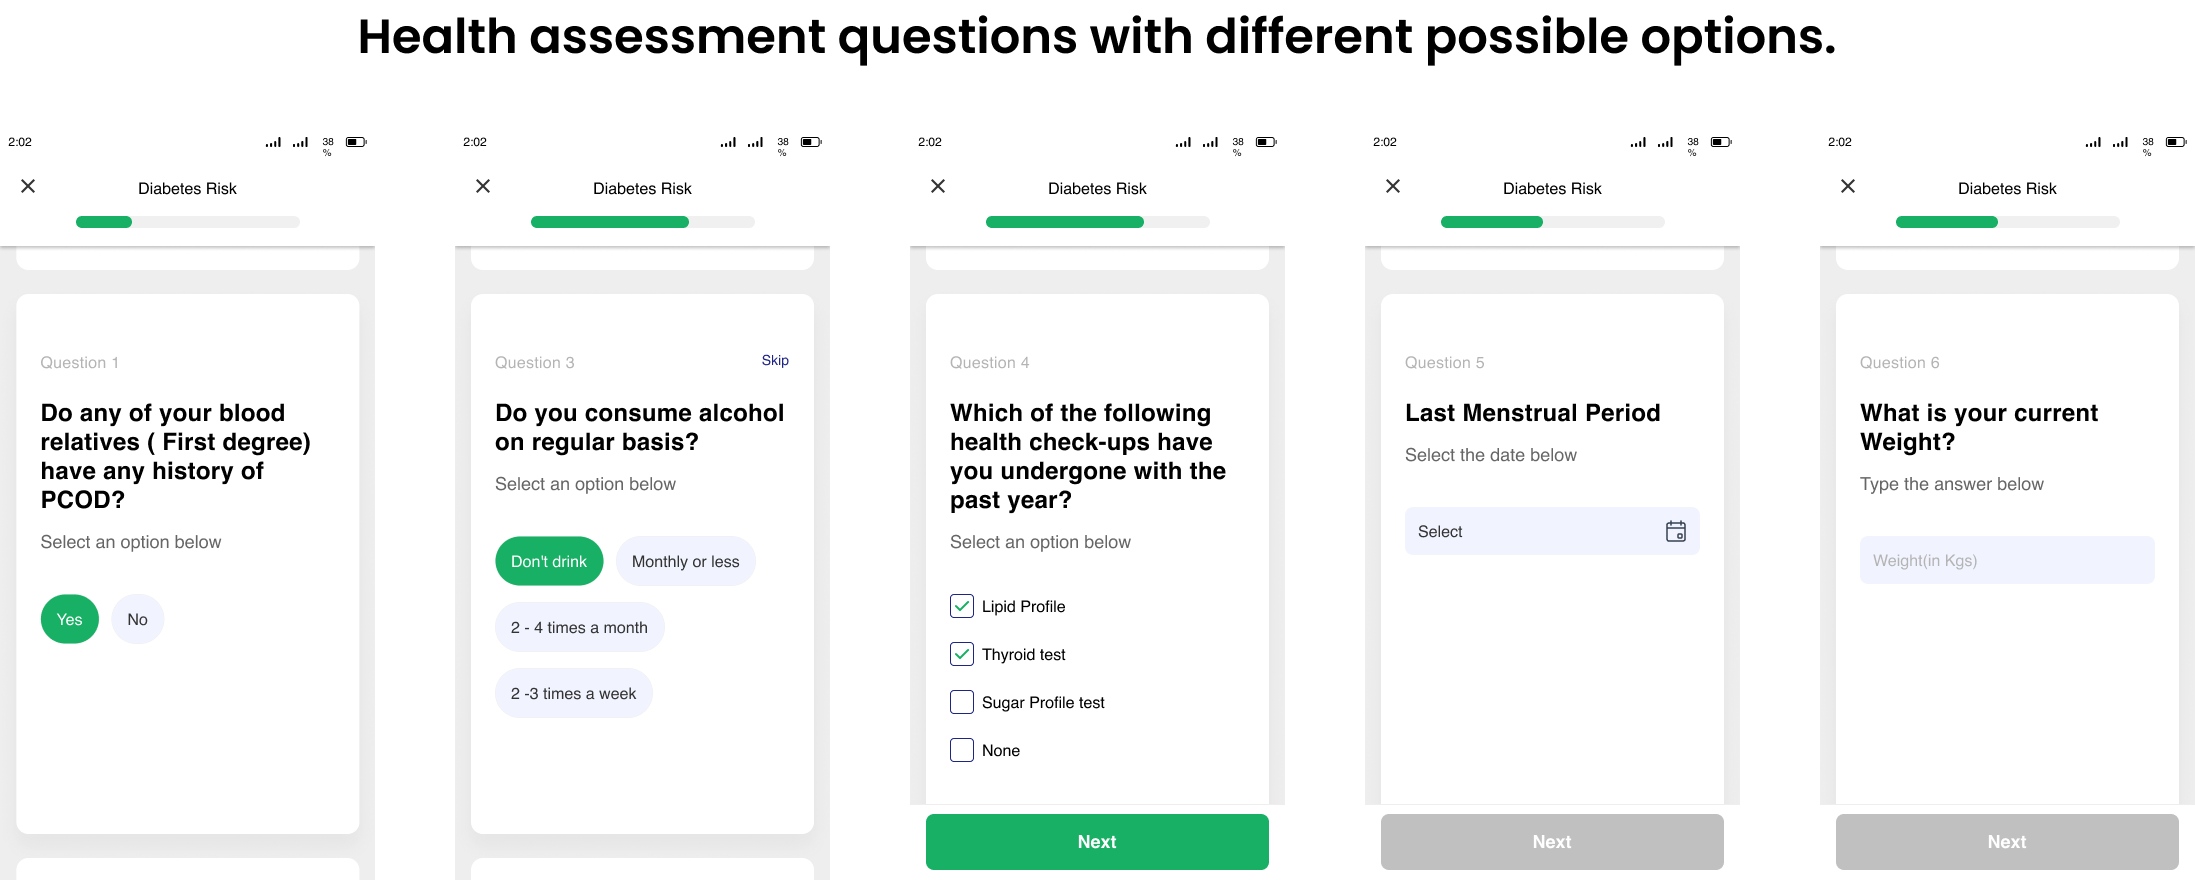 Health assessment questions with different possible options.
2:02
38
%
Diabetes Risk
Question 1
Do any of your blood
relatives ( First degree)
have any history of
PCOD?
Select an option below
Yes
No
2:02
38
%
Diabetes Risk
Question 3
Skip
Do you consume alcohol
on regular basis?
Select an option below
Don't drink
Monthly or less
2 - 4 times a month
2 -3 times a week
2:02
38
%
Diabetes Risk
Question 4
Which of the following
health check-ups have
you undergone with the
past year?
Select an option below
Lipid Profile
Thyroid test
Sugar Profile test
None
Next
2:02
38
%
Diabetes Risk
Question 5
Last Menstrual Period
Select the date below
Select
Next
2:02
38
%
Diabetes Risk
Question 6
What is your current
Weight?
Type the answer below
Weight(in Kgs)
Next